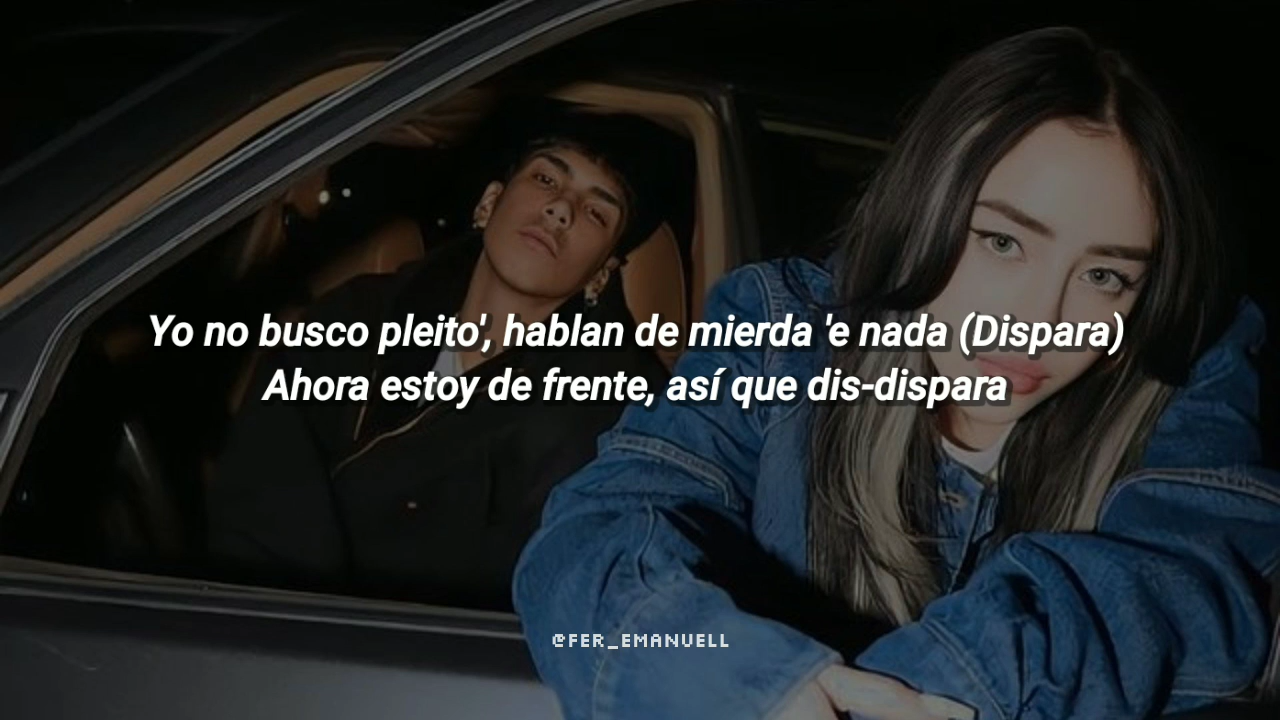 Yo no busco pleito', hablan de mierda 'e nada (Dispara)
Ahora estoy de frente, así que dis-dispara
@FER_EMANUELL